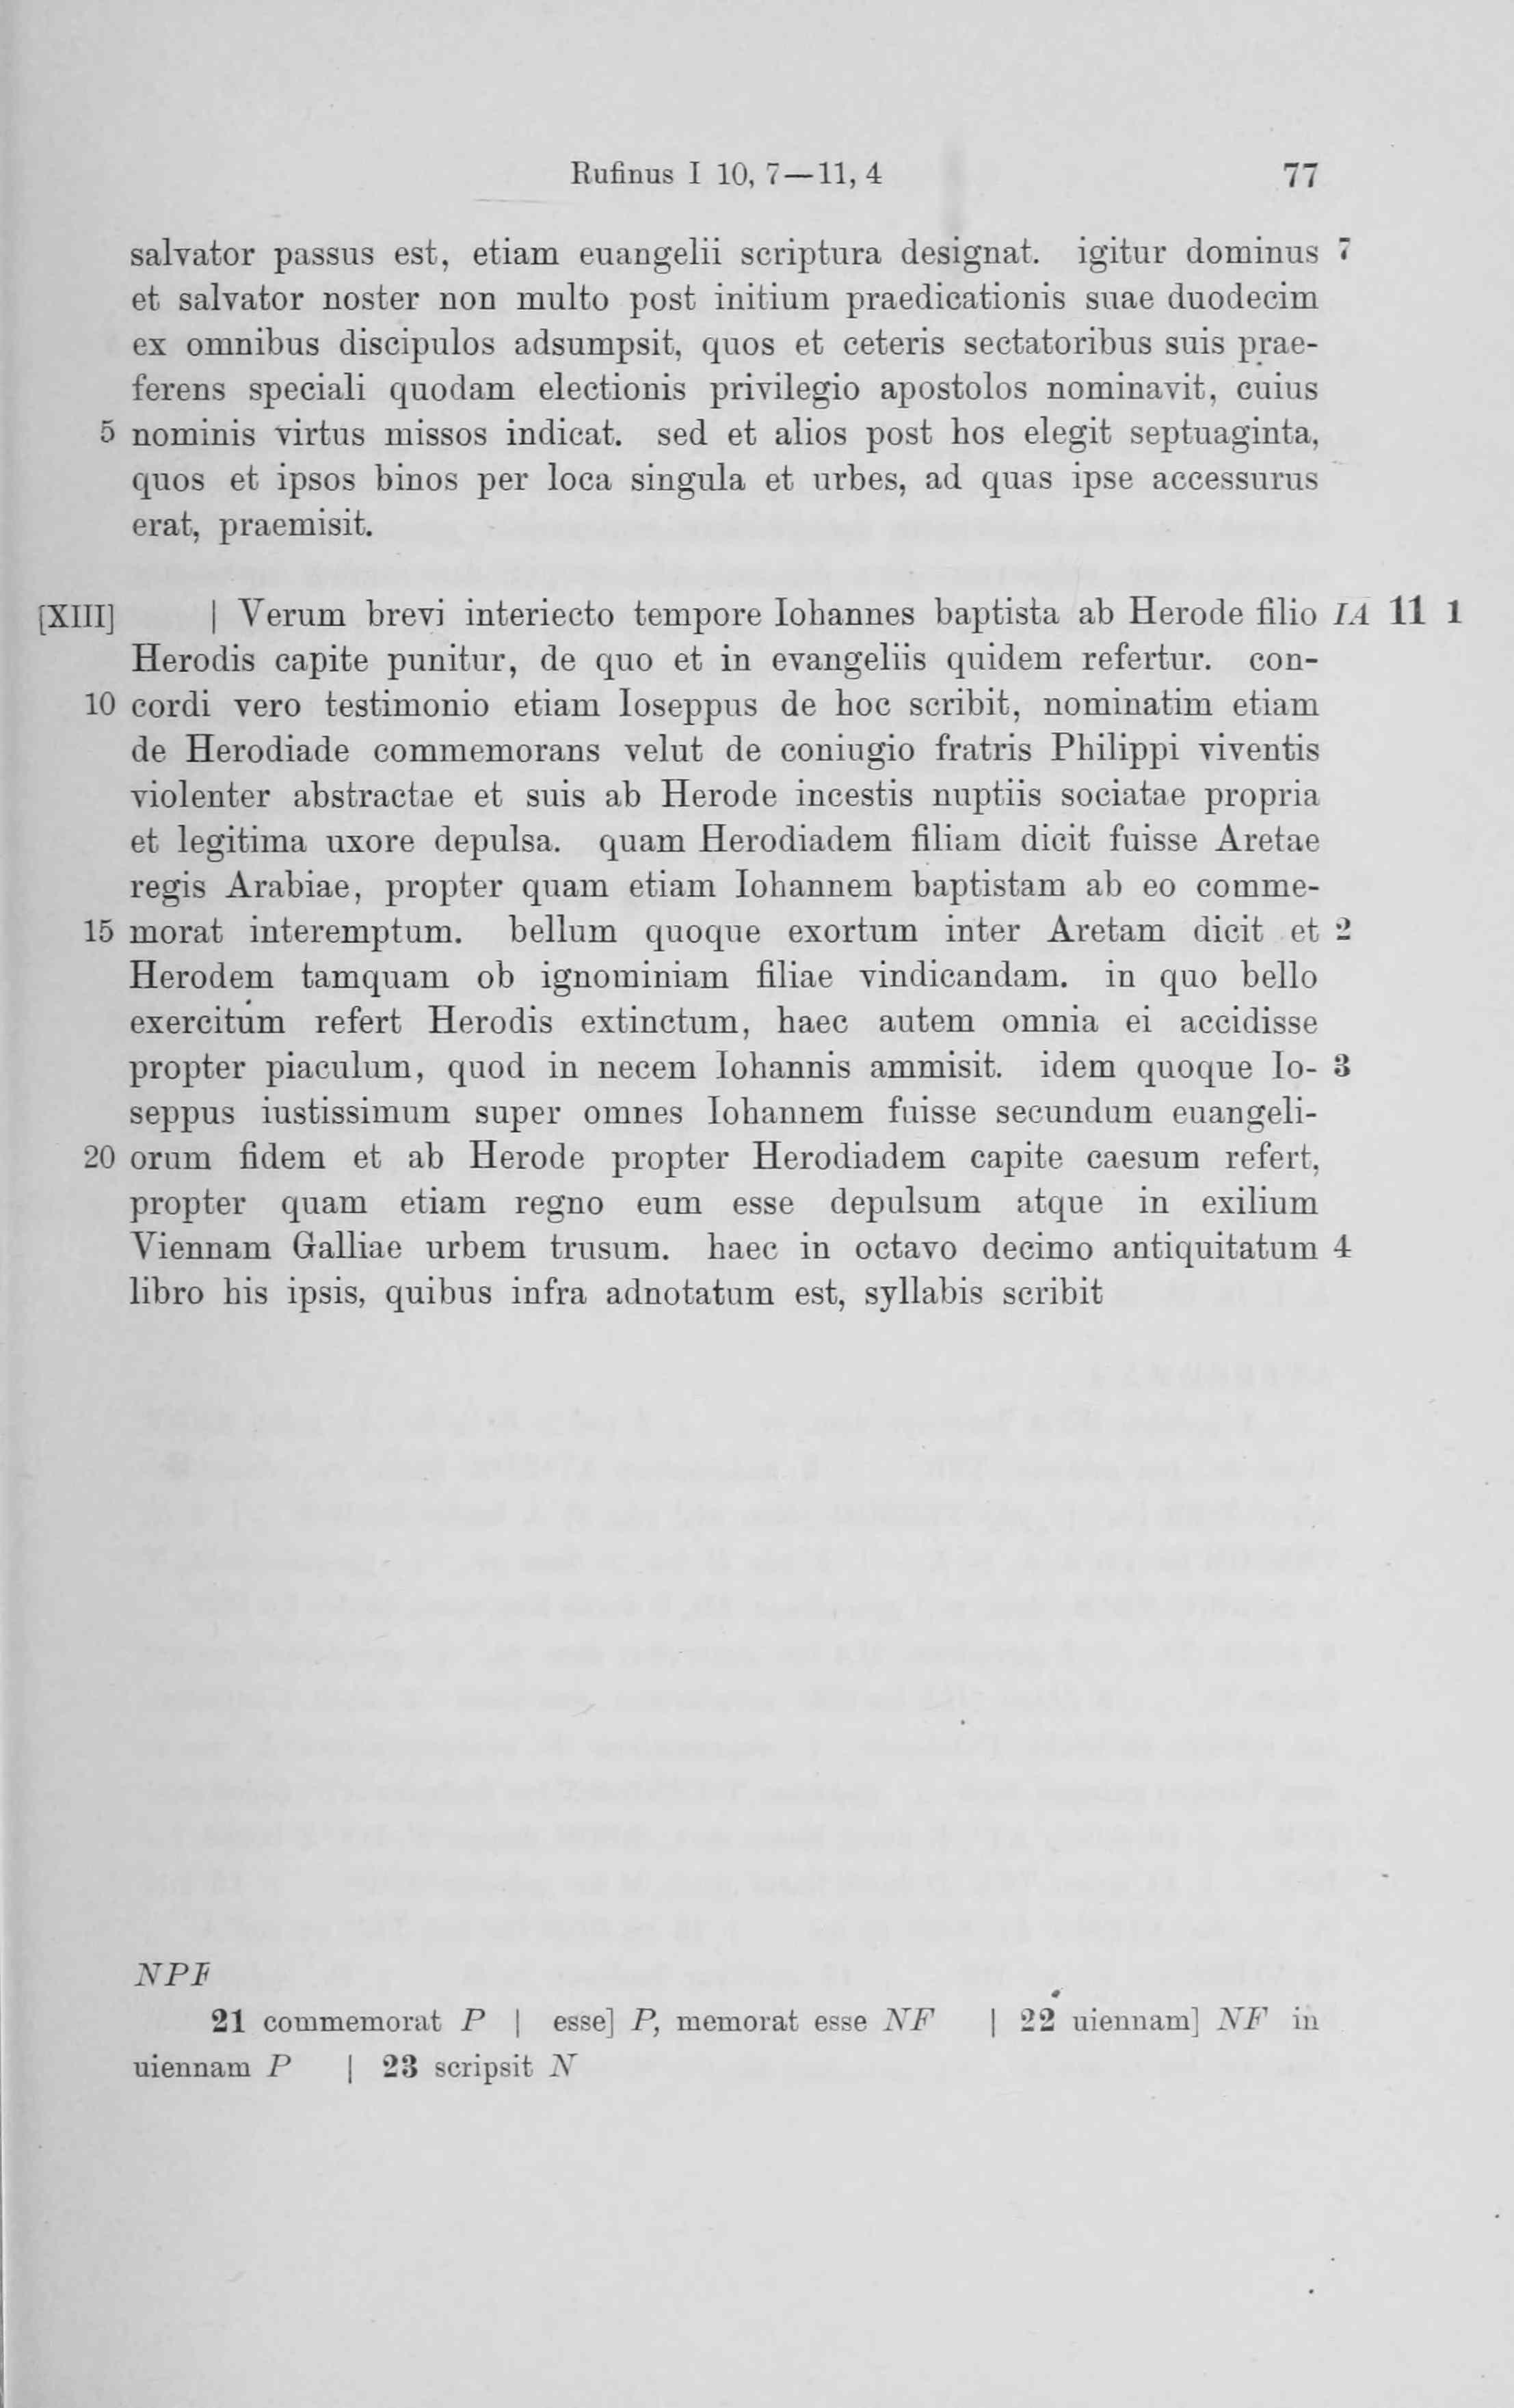 Rufinus I 10, 7—11, 4 77
salvator passus est, etiam euangelii scriptura designat. igitur dominus 7
et salvator noster non multo post initium praedicationis suae duodecim
ex omnibus discipulos adsumpsit, quos et ceteris sectatoribus suis prae-
ferens speciali quodam electionis privilegio apostolos nominavit, cuius
5 nominis virtus missos indicat. sed et alios post hos elegit septuaginta,
quos et ipsos binos per loca singula et urbes, ad quas ipse accessurus
erat, praemisit.
[XIII] | Verum brevi interiecto tempore Iohannes baptista ab Herode filio IA 11 1
Herodis capite punitur, de quo et in evangeliis quidem refertur. con-
10 cordi vero testimonio etiam Ioseppus de hoc scribit, nominatim etiam
de Herodiade commemorans velut de coniugio fratris Philippi viventis
violenter abstractae et suis ab Herode incestis nuptiis sociatae propria
et legitima uxore depulsa. quam Herodiadem filiam dicit fuisse Aretae
regis Arabiae, propter quam etiam Iohannem baptistam ab eo comme-
15 morat interemptum. bellum quoque exortum inter Aretam dicit et 2
Herodem tamquam ob ignominiam filiae vindicandam. in quo bello
exercitum refert Herodis extinctum, haec autem omnia ei accidisse
propter piaculum, quod in necem Iohannis ammisit. idem quoque Io- 3
seppus iustissimum super omnes Iohannem fuisse secundum euangeli-
20 orum fidem et ab Herode propter Herodiadem capite caesum refert,
propter quam etiam regno eum esse depulsum atque in exilium
Viennam Galliae urbem trusum. haec in octavo decimo antiquitatum 4
libro his ipsis, quibus infra adnotatum est, syllabis scribit
NPF
21 commemorat P | esse] P, memorat esse NF | 22 uiennam] NF in
uiennam P | 23 scripsit N